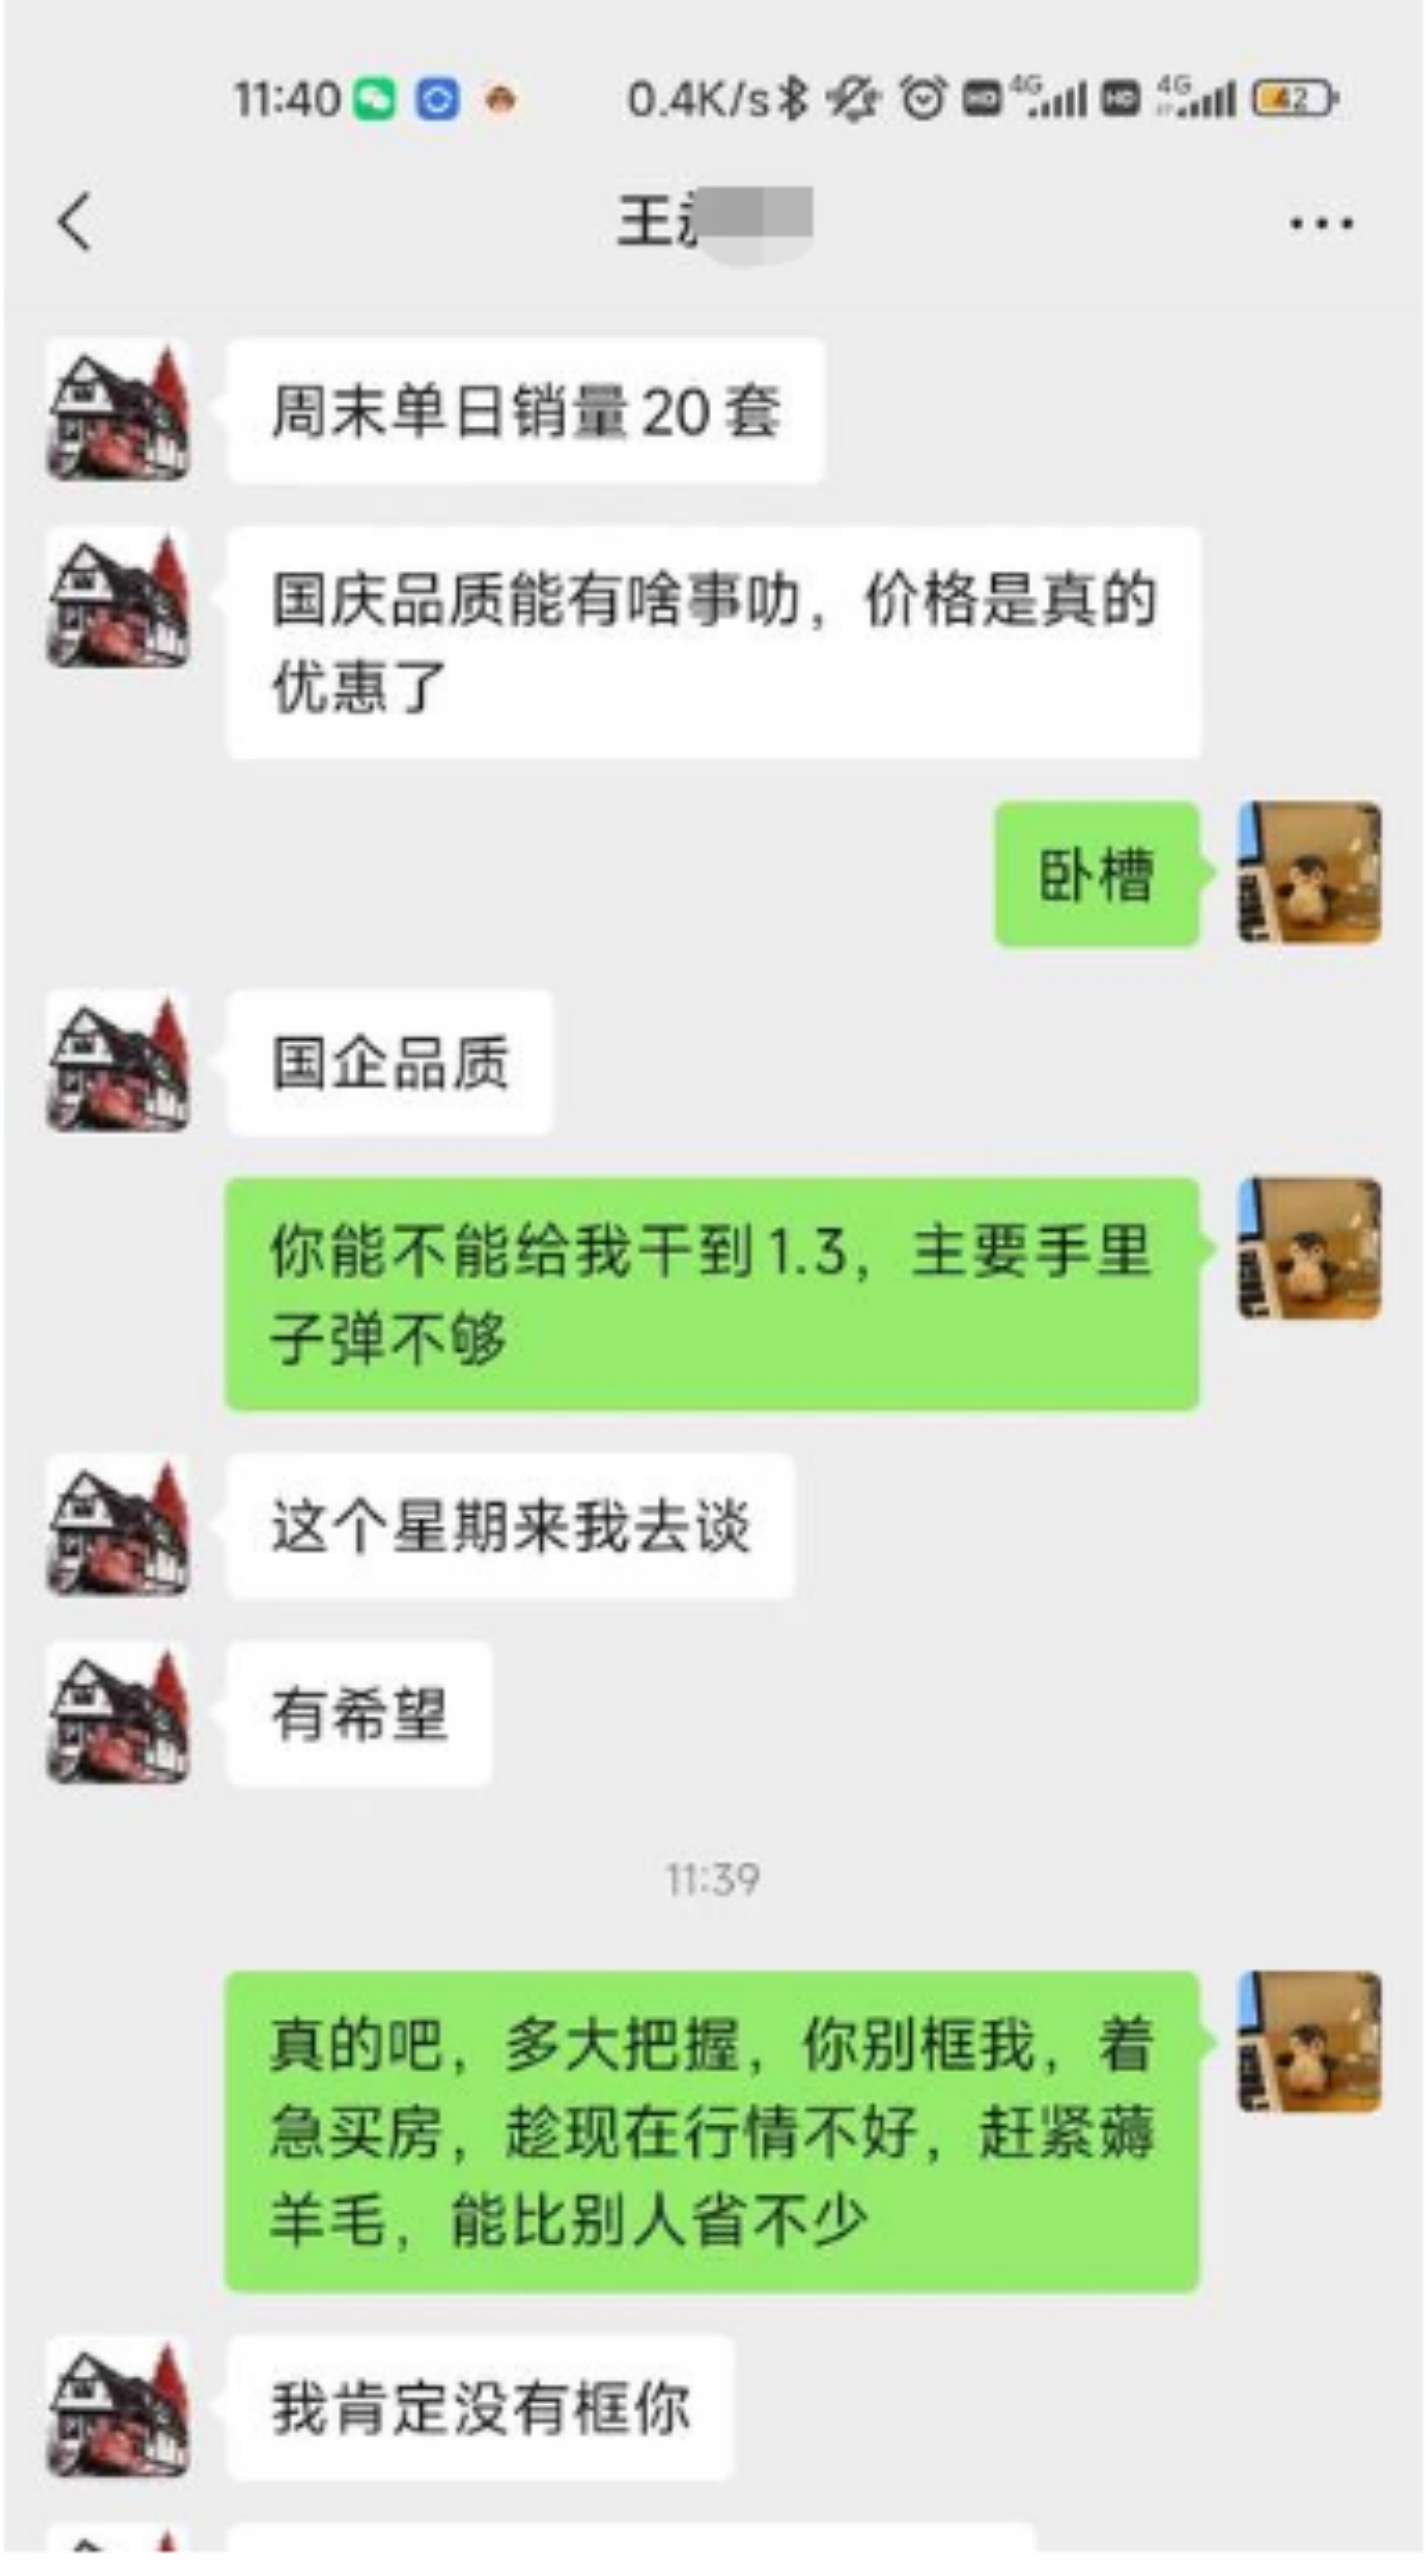 11:40 0.4K/s HD 4G HD 4G 42
王
周末单日销量20套
国庆品质能有啥事叻，价格是真的
优惠了
卧槽
国企品质
你能不能给我干到1.3，主要手里
子弹不够
这个星期来我去谈
有希望
11:39
真的吧，多大把握，你别框我，着
急买房，趁现在行情不好，赶紧薅
羊毛，能比别人省不少
我肯定没有框你